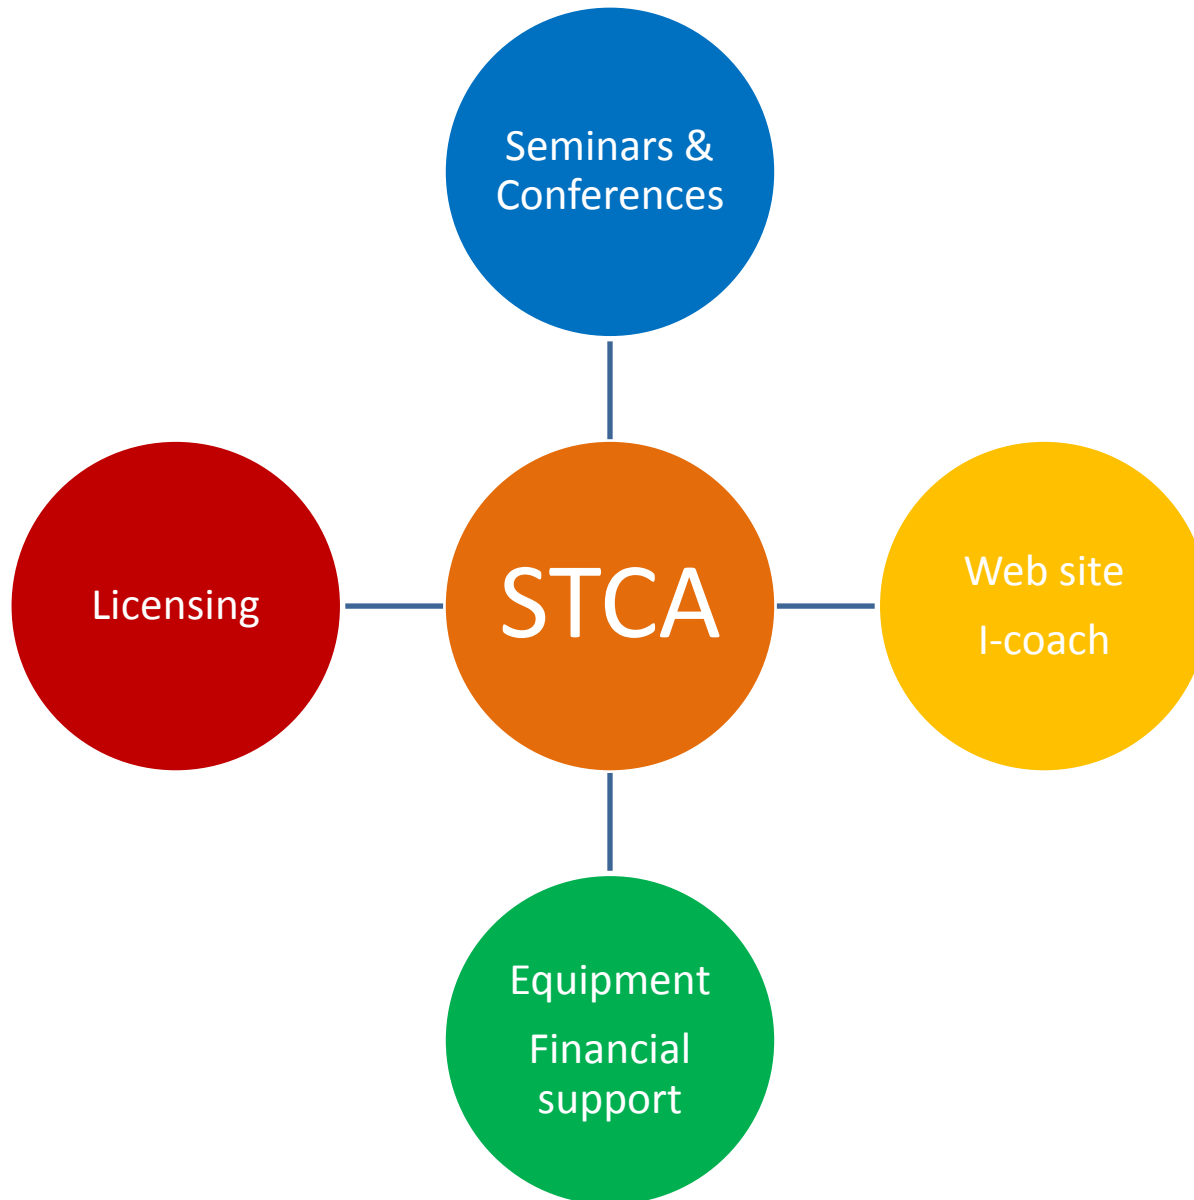 Seminars &
Conferences
Licensing
STCA
Web site
I-coach
Equipment
Financial
support